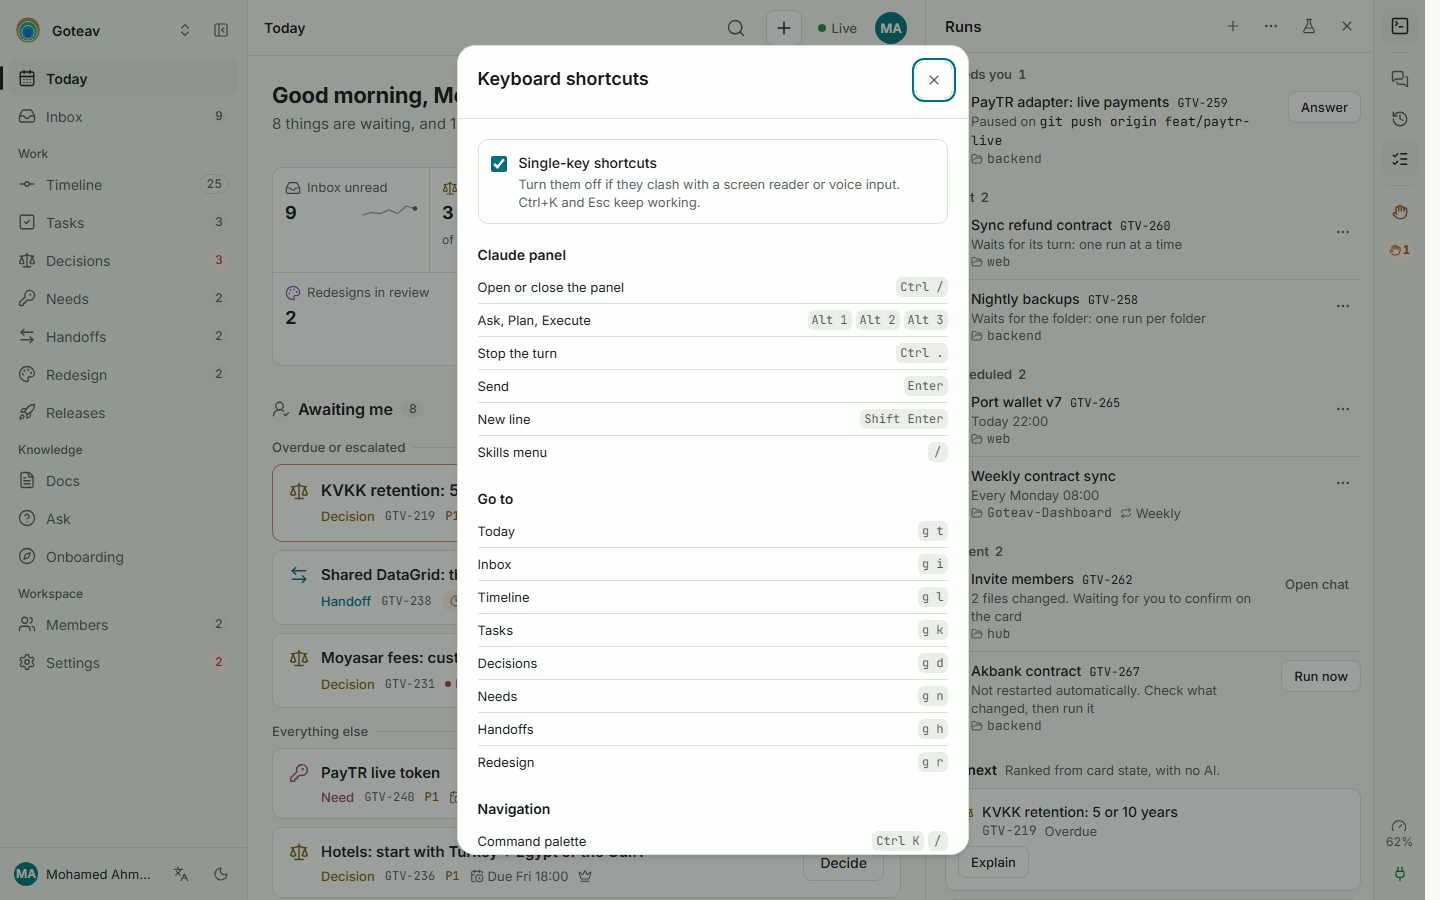 Goteav
Today
Inbox 9
Work
Timeline 25
Tasks 3
Decisions 3
Needs 2
Handoffs 2
Redesign 2
Releases
Knowledge
Docs
Ask
Onboarding
Workspace
Members 2
Settings 2
MA Mohamed Ahm...
Today
Live
MA
Good morning, M
8 things are waiting, and 1
Inbox unread
9
3
of
Redesigns in review
2
Awaiting me 8
Overdue or escalated
KVKK retention: 5
Decision GTV-219 P1
Shared DataGrid: t
Handoff GTV-238
Moyasar fees: cust
Decision GTV-231
Everything else
PayTR live token
Need GTV-240 P1
Hotels: start with Turkey + Egypt or the Gulf?
Decision GTV-236 P1 Due Fri 18:00
Decide
Keyboard shortcuts
Single-key shortcuts
Turn them off if they clash with a screen reader or voice input.
Ctrl+K and Esc keep working.
Claude panel
Open or close the panel Ctrl /
Ask, Plan, Execute Alt 1 Alt 2 Alt 3
Stop the turn Ctrl .
Send Enter
New line Shift Enter
Skills menu /
Go to
Today g t
Inbox g i
Timeline g l
Tasks g k
Decisions g d
Needs g n
Handoffs g h
Redesign g r
Navigation
Command palette Ctrl K /
Runs
eds you 1
PayTR adapter: live payments GTV-259
Answer
Paused on git push origin feat/paytr-
live
backend
t 2
Sync refund contract GTV-260
Waits for its turn: one run at a time
web
Nightly backups GTV-258
Waits for the folder: one run per folder
backend
eduled 2
Port wallet v7 GTV-265
Today 22:00
web
Weekly contract sync
Every Monday 08:00
Goteav-Dashboard Weekly
ent 2
Invite members GTV-262
Open chat
2 files changed. Waiting for you to confirm on
the card
hub
Akbank contract GTV-267
Run now
Not restarted automatically. Check what
changed, then run it
backend
next Ranked from card state, with no AI.
KVKK retention: 5 or 10 years
GTV-219 Overdue
Explain
1
62%